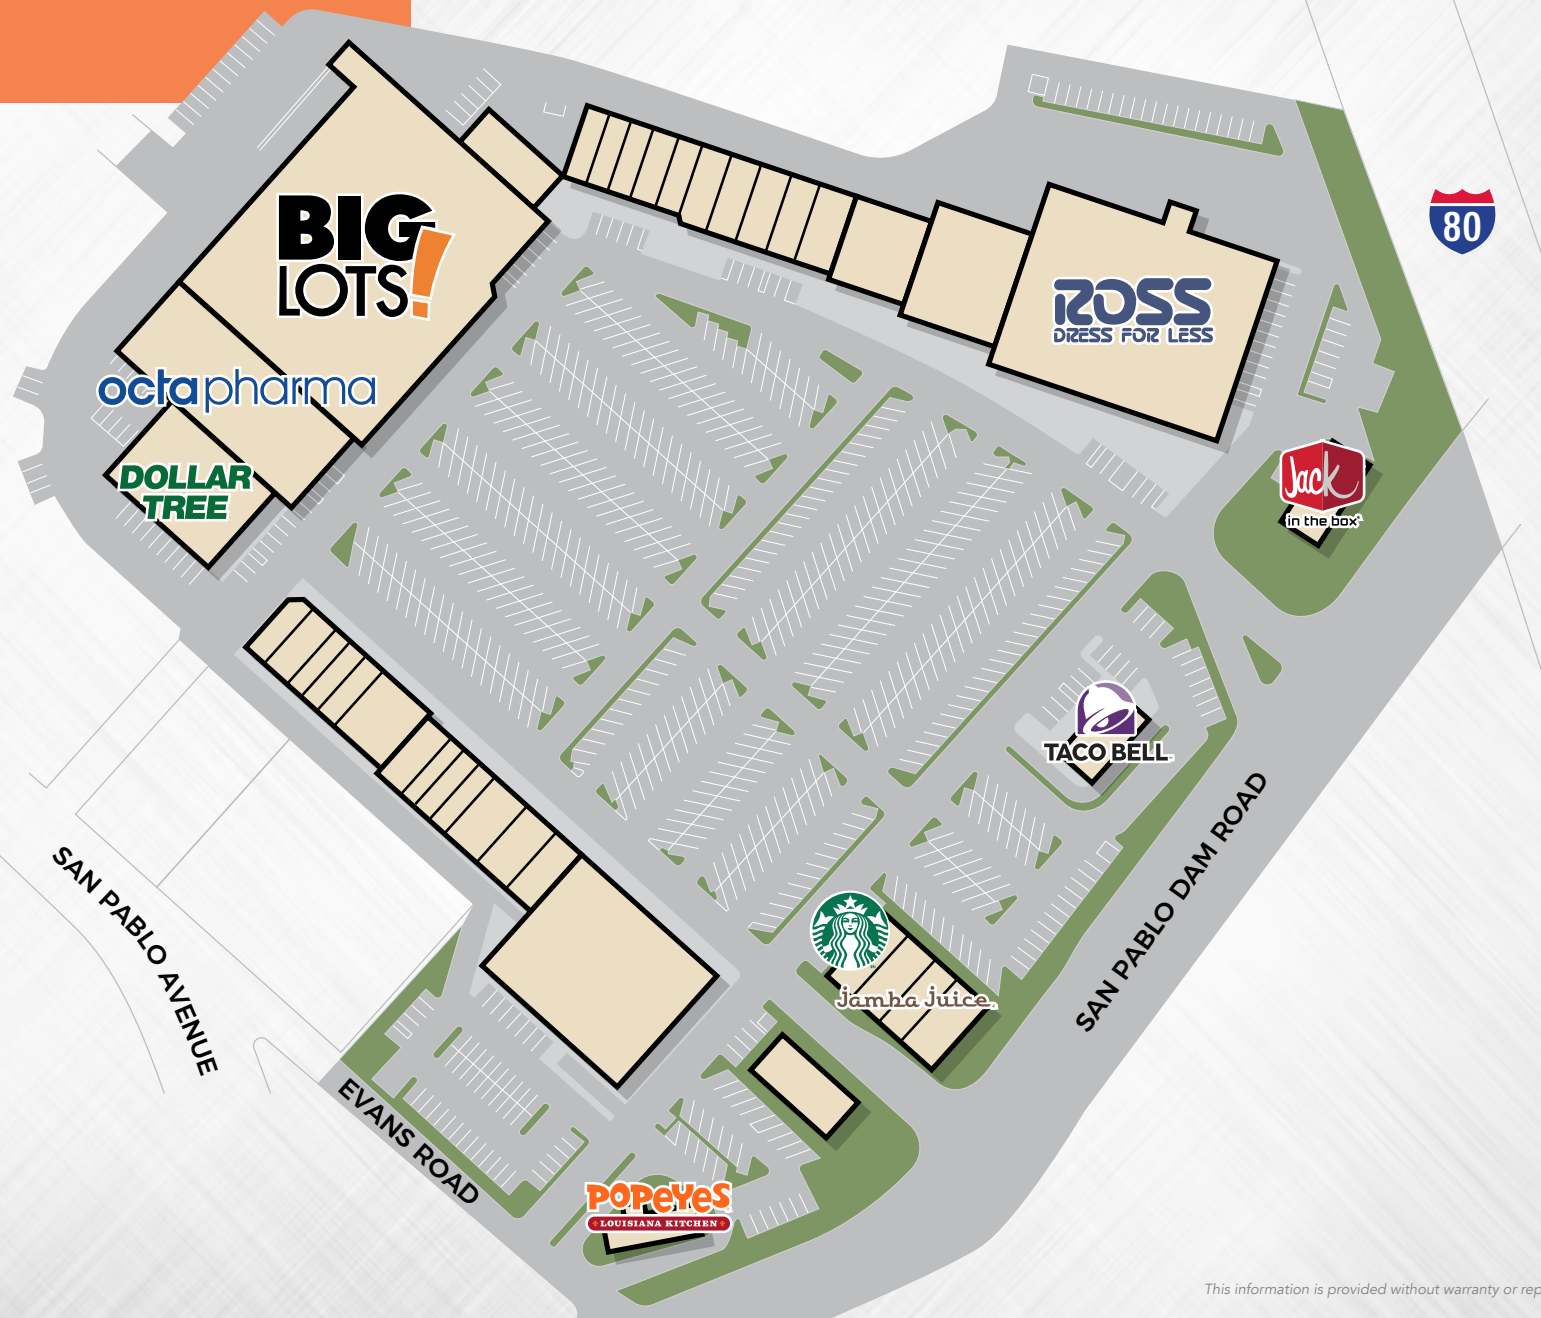 BIG
LOTS!
80
ROSS
DRESS FOR LESS
octapharma
Jack
in the box
DOLLAR
TREE
TACO BELL
SAN PABLO DAM ROAD
SAN PABLO AVENUE
Jamba Juice
EVANS ROAD
POPEYES
LOUISIANA KITCHEN
This information is provided without warranty or rep